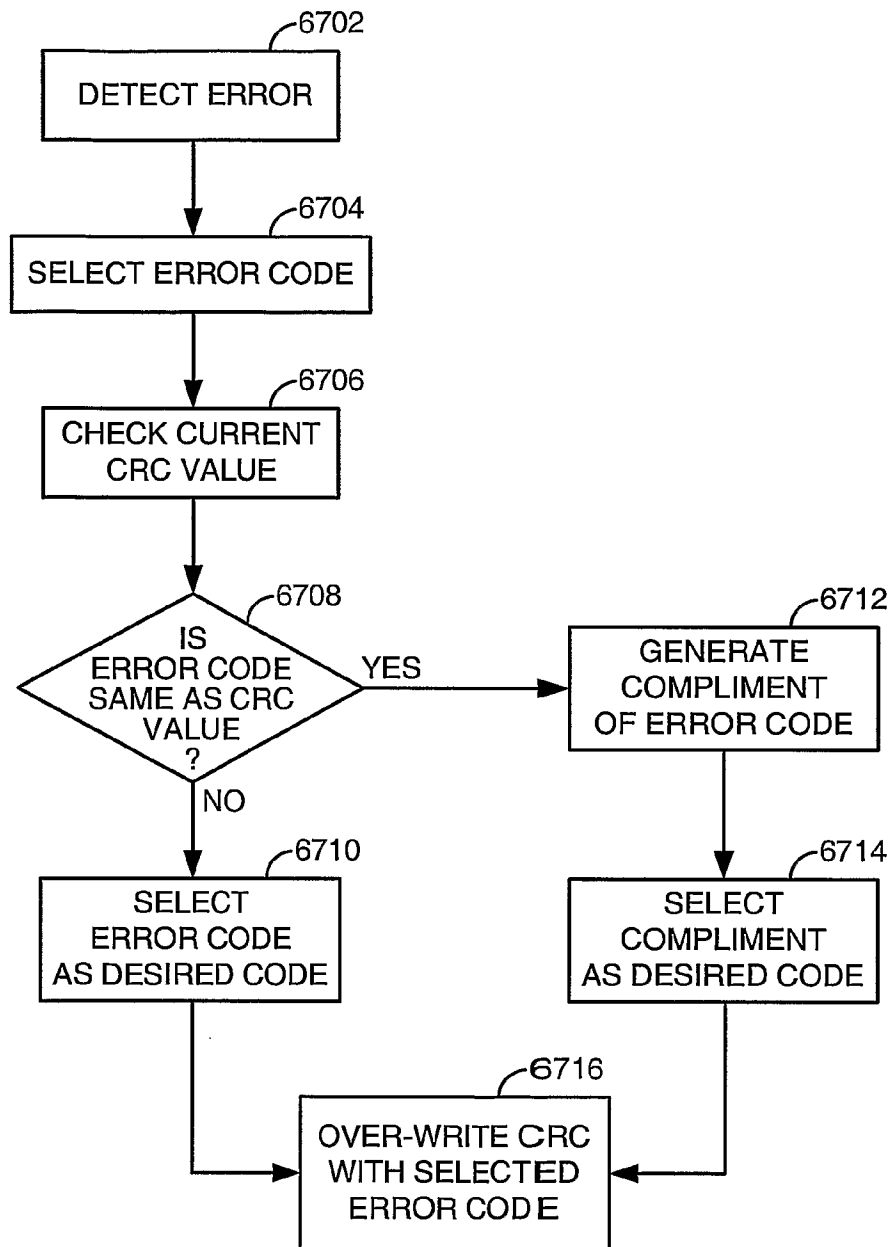 6702
DETECT ERROR
6704
SELECT ERROR CODE
6706
CHECK CURRENT
CRC VALUE
6708
IS
ERROR CODE
SAME AS CRC
VALUE
?
YES
NO
6712
GENERATE
COMPLIMENT
OF ERROR CODE
6710
SELECT
ERROR CODE
AS DESIRED CODE
6714
SELECT
COMPLIMENT
AS DESIRED CODE
6716
OVER-WRITE CRC
WITH SELECTED
ERROR CODE